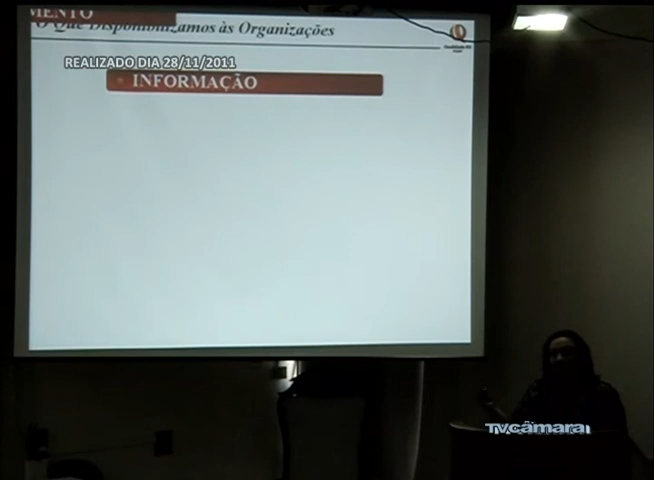 MENTO
O Que Disponibilizamos às Organizações
REALIZADO DIA 28/11/2011
INFORMAÇÃO
TVcâmara